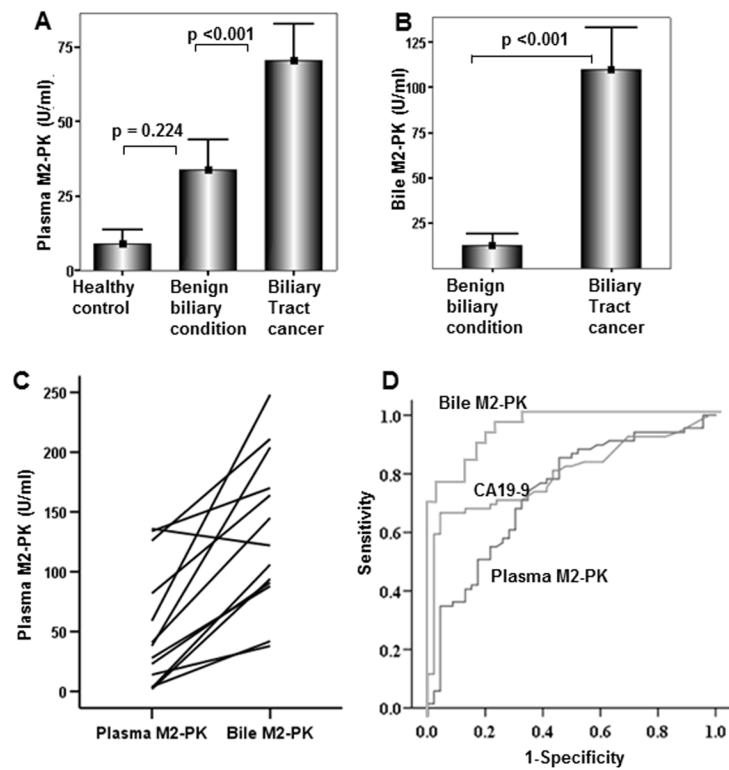 A
Plasma M2-PK (U/ml)
75
50
25
0
p <0.001
p = 0.224
Healthy control
Benign biliary condition
Biliary Tract cancer
B
Bile M2-PK (U/ml)
125
100
75
50
25
p <0.001
Benign biliary condition
Biliary Tract cancer
C
Plasma M2-PK (U/ml)
250
200
150
100
50
0
Plasma M2-PK
Bile M2-PK
D
Sensitivity
1.0
0.8
0.6
0.4
0.2
0.0
Bile M2-PK
CA19-9
Plasma M2-PK
0.0 0.2 0.4 0.6 0.8 1.0
1-Specificity